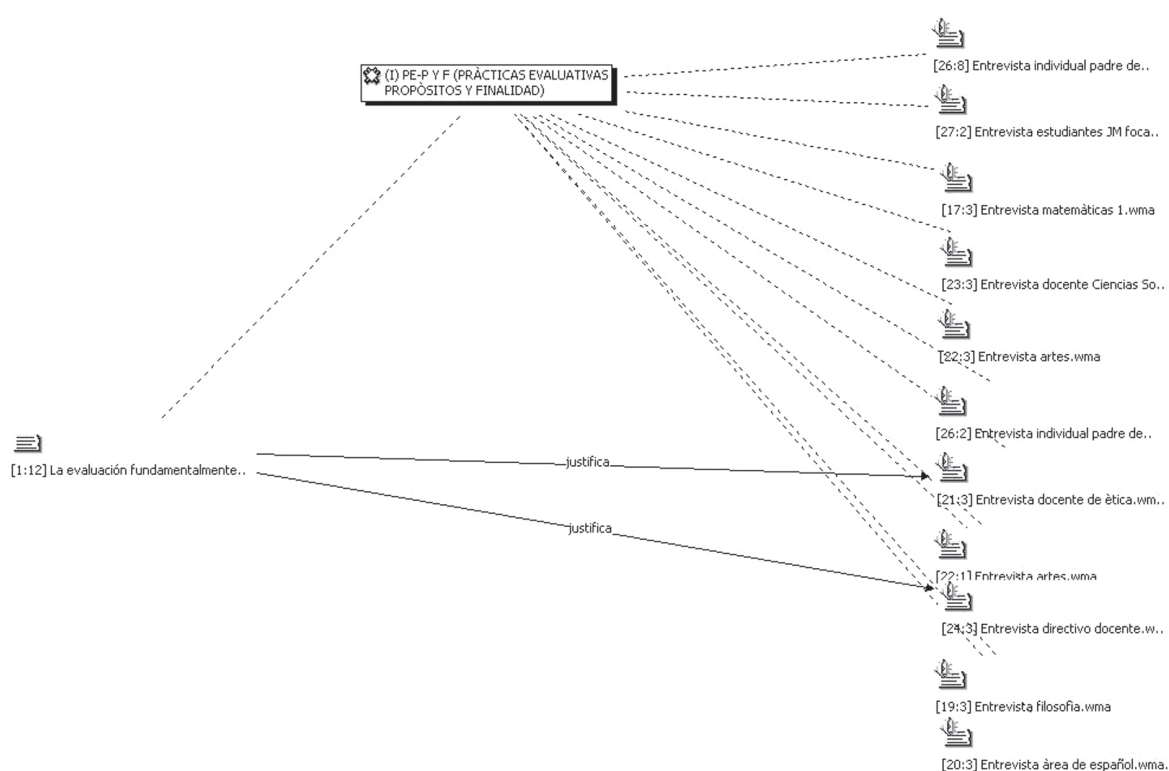 (I) PE-P Y F (PRÀCTICAS EVALUATIVAS
PROPÒSITOS Y FINALIDAD)
[26:8] Entrevista individual padre de..
[27:2] Entrevista estudiantes JM foca..
[17:3] Entrevista matemàticas 1.wma
[23:3] Entrevista docente Ciencias So..
[22:3] Entrevista artes.wma
[26:2] Entrevista individual padre de..
[1:12] La evaluación fundamentalmente..
justifica
[21:3] Entrevista docente de ètica.wm..
justifica
[22:1] Entrevista artes.wma
[24:3] Entrevista directivo docente.w..
[19:3] Entrevista filosofia.wma
[20:3] Entrevista àrea de español.wma.